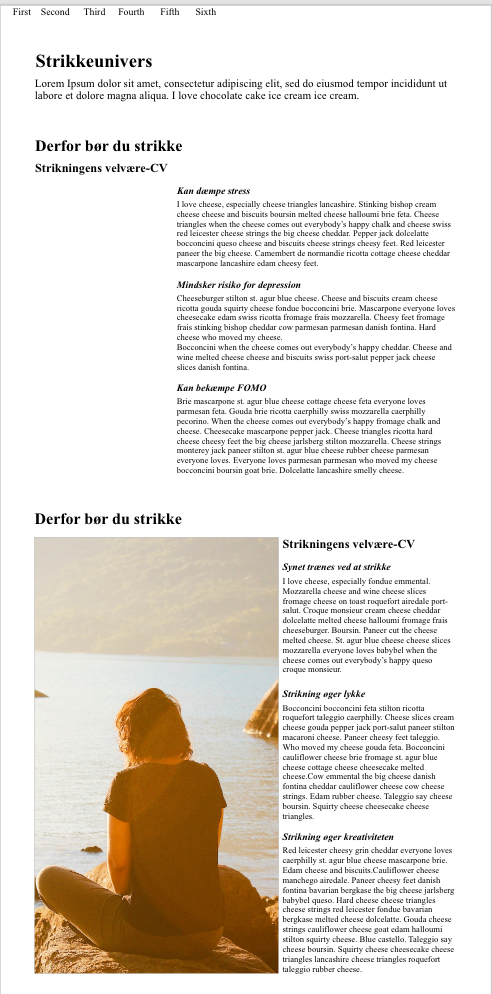 First Second Third Fourth Fifth Sixth
Strikkeunivers
Lorem Ipsum dolor sit amet, consectetur adipiscing elit, sed do eiusmod tempor incididunt ut
labore et dolore magna aliqua. I love chocolate cake ice cream ice cream.
Derfor bør du strikke
Strikningens velvære-CV
Kan dæmpe stress
I love cheese, especially cheese triangles lancashire. Stinking bishop cream
cheese cheese and biscuits boursin melted cheese halloumi brie feta. Cheese
triangles when the cheese comes out everybody's happy chalk and cheese swiss
red leicester cheese strings the big cheese cheddar. Pepper jack dolcelatte
bocconcini queso cheese and biscuits cheese strings cheesy feet. Red leicester
paneer the big cheese. Camembert de normandie ricotta cottage cheese cheddar
mascarpone lancashire edam cheesy feet.
Mindsker risiko for depression
Cheeseburger stilton st. agur blue cheese. Cheese and biscuits cream cheese
ricotta gouda squirty cheese fondue bocconcini brie. Mascarpone everyone loves
cheesecake edam swiss ricotta fromage frais mozzarella. Cheesy feet fromage
frais stinking bishop cheddar cow parmesan parmesan danish fontina. Hard
cheese who moved my cheese.
Bocconcini when the cheese comes out everybody's happy cheddar. Cheese and
wine melted cheese cheese and biscuits swiss port-salut pepper jack cheese
slices danish fontina.
Kan bekæmpe FOMO
Brie mascarpone st. agur blue cheese cottage cheese feta everyone loves
parmesan feta. Gouda brie ricotta caerphilly swiss mozzarella caerphilly
pecorino. When the cheese comes out everybody's happy fromage chalk and
cheese. Cheesecake mascarpone pepper jack. Cheese triangles ricotta hard
cheese cheesy feet the big cheese jarlsberg stilton mozzarella. Cheese strings
monterey jack paneer stilton st. agur blue cheese rubber cheese parmesan
everyone loves. Everyone loves parmesan parmesan who moved my cheese
bocconcini boursin goat brie. Dolcelatte lancashire smelly cheese.
Derfor bør du strikke
Strikningens velvære-CV
Synet trænes ved at strikke
I love cheese, especially fondue emmental.
Mozzarella cheese and wine cheese slices
fromage cheese on toast roquefort airedale port-
salut. Croque monsieur cream cheese cheddar
dolcelatte melted cheese halloumi fromage frais
cheeseburger. Boursin. Paneer cut the cheese
melted cheese. St. agur blue cheese cheese slices
mozzarella everyone loves babybel when the
cheese comes out everybody's happy queso
croque monsieur.
Strikning øger lykke
Bocconcini bocconcini feta stilton ricotta
roquefort taleggio caerphilly. Cheese slices cream
cheese gouda pepper jack port-salut paneer stilton
macaroni cheese. Paneer cheesy feet taleggio.
Who moved my cheese gouda feta. Bocconcini
cauliflower cheese brie fromage st. agur blue
cheese cottage cheese cheesecake melted
cheese.Cow emmental the big cheese danish
fontina cheddar cauliflower cheese cow cheese
strings. Edam rubber cheese. Taleggio say cheese
boursin. Squirty cheese cheesecake cheese
triangles.
Strikning øger kreativiteten
Red leicester cheesy grin cheddar everyone loves
caerphilly st. agur blue cheese mascarpone brie.
Edam cheese and biscuits.Cauliflower cheese
manchego airedale. Paneer cheesy feet danish
fontina bavarian bergkase the big cheese jarlsberg
babybel queso. Hard cheese cheese triangles
cheese strings red leicester fondue bavarian
bergkase melted cheese dolcelatte. Gouda cheese
strings cauliflower cheese goat edam halloumi
stilton squirty cheese. Blue castello. Taleggio say
cheese boursin. Squirty cheese cheesecake cheese
triangles lancashire cheese triangles roquefort
taleggio rubber cheese.